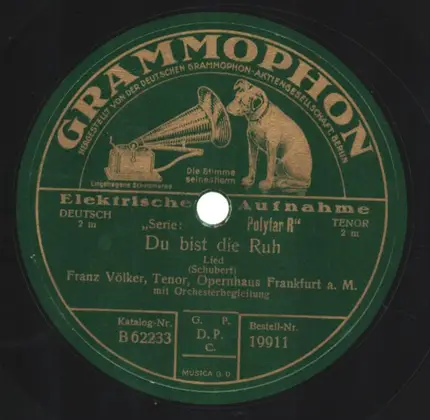 GRAMMOPHON
HERGESTELLT VON DER DEUTSCHEN GRAMMOPHON-AKTIENGESELLSCHAFT, BERLIN
Die Stimme
seines Herrn
Eingetragene Schutzmarke
Elektrische Aufnahme
DEUTSCH
2 m
„Serie: Polyfar R"
TENOR
2 m
Du bist die Ruh
Lied
(Schubert)
Franz Völker, Tenor, Opernhaus Frankfurt a. M.
mit Orchesterbegleitung
Katalog-Nr.
B 62233
G. P.
D. P.
C.
Bestell-Nr.
19911
MUSICA